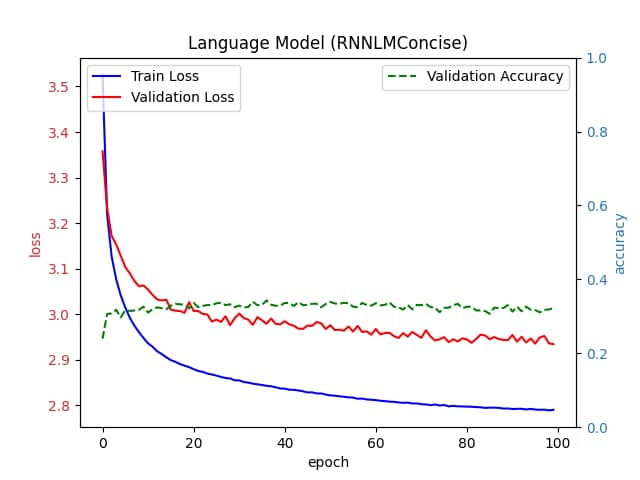 Language Model (RNNLMConcise)
Train Loss
Validation Loss
Validation Accuracy
3.5
3.4
3.3
3.2
3.1
3.0
2.9
2.8
loss
1.0
0.8
0.6
0.4
0.2
0.0
accuracy
0 20 40 60 80 100
epoch